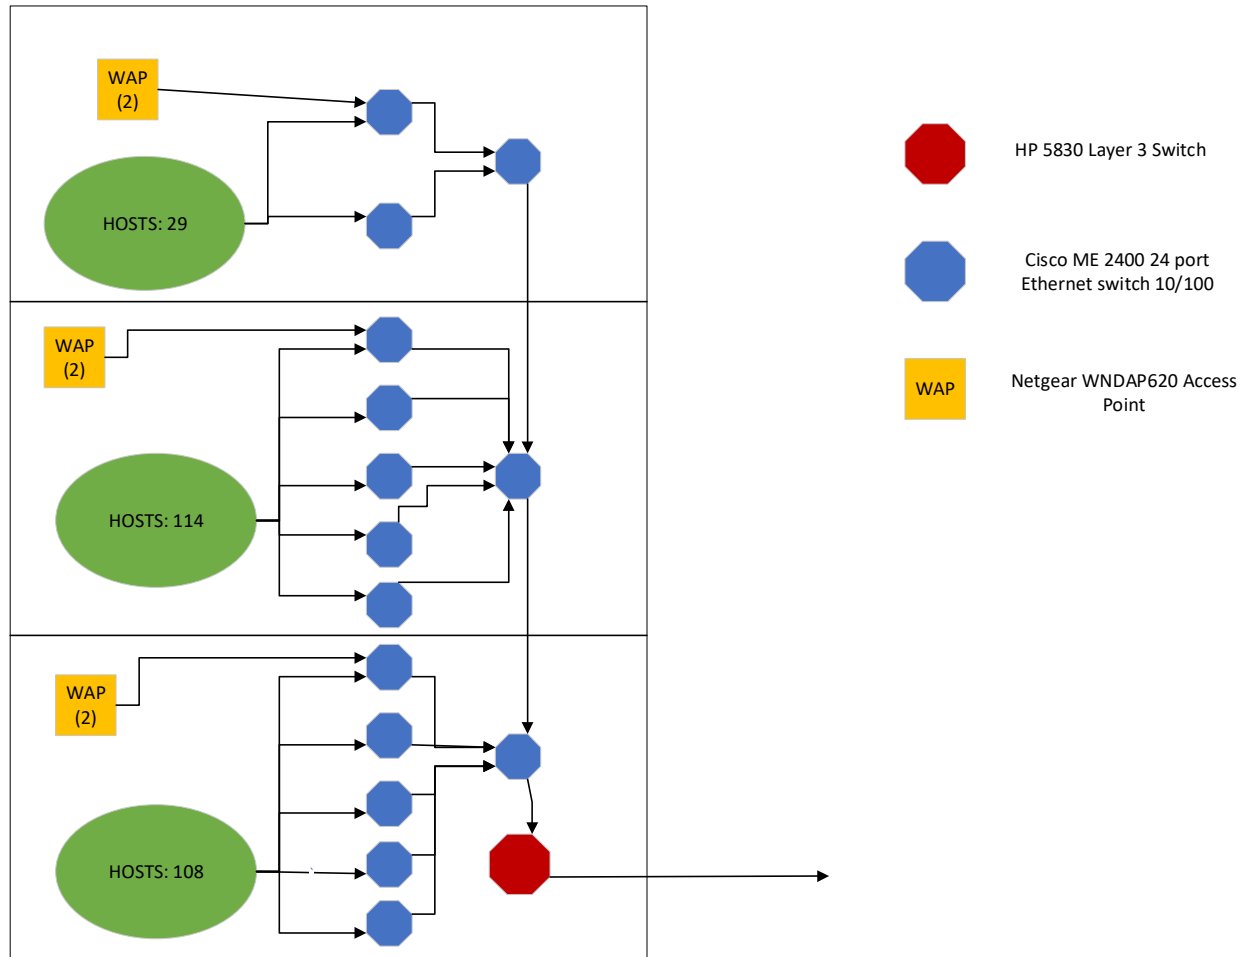 WAP
(2)
HOSTS: 29
HP 5830 Layer 3 Switch
Cisco ME 2400 24 port
Ethernet switch 10/100
WAP
(2)
WAP
Netgear WNDAP620 Access
Point
HOSTS: 114
WAP
(2)
HOSTS: 108